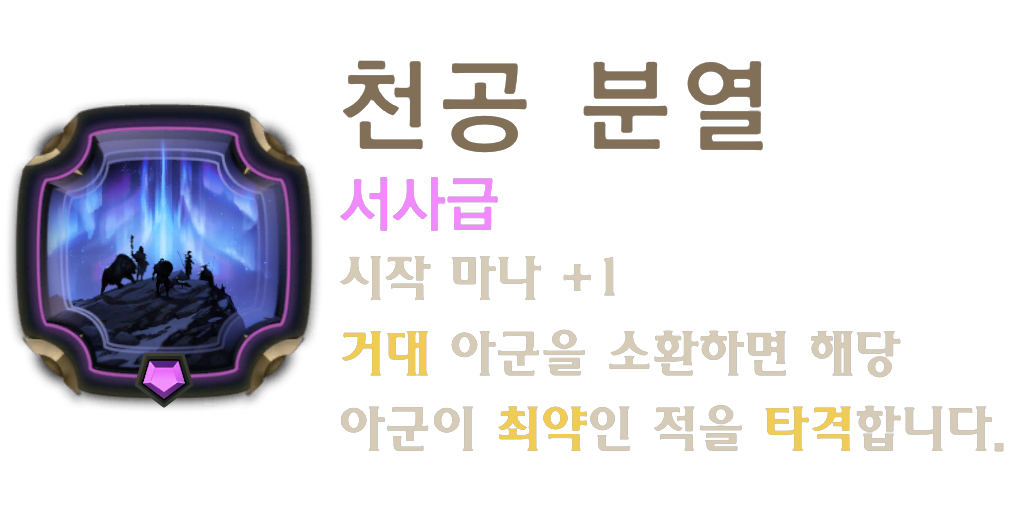 천공 분열
서사급
시작 마나 +1
거대 아군을 소환하면 해당
아군이 최약인 적을 타격합니다.